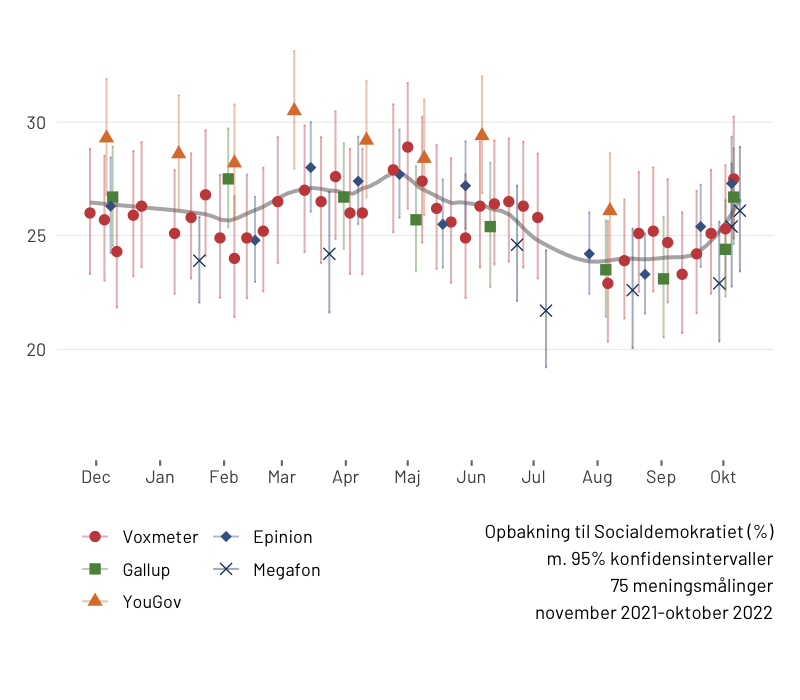 30
25
20
Dec Jan Feb Mar Apr Maj Jun Jul Aug Sep Okt
Voxmeter Epinion
Gallup Megafon
YouGov
Opbakning til Socialdemokratiet (%)
m. 95% konfidensintervaller
75 meningsmålinger
november 2021-oktober 2022